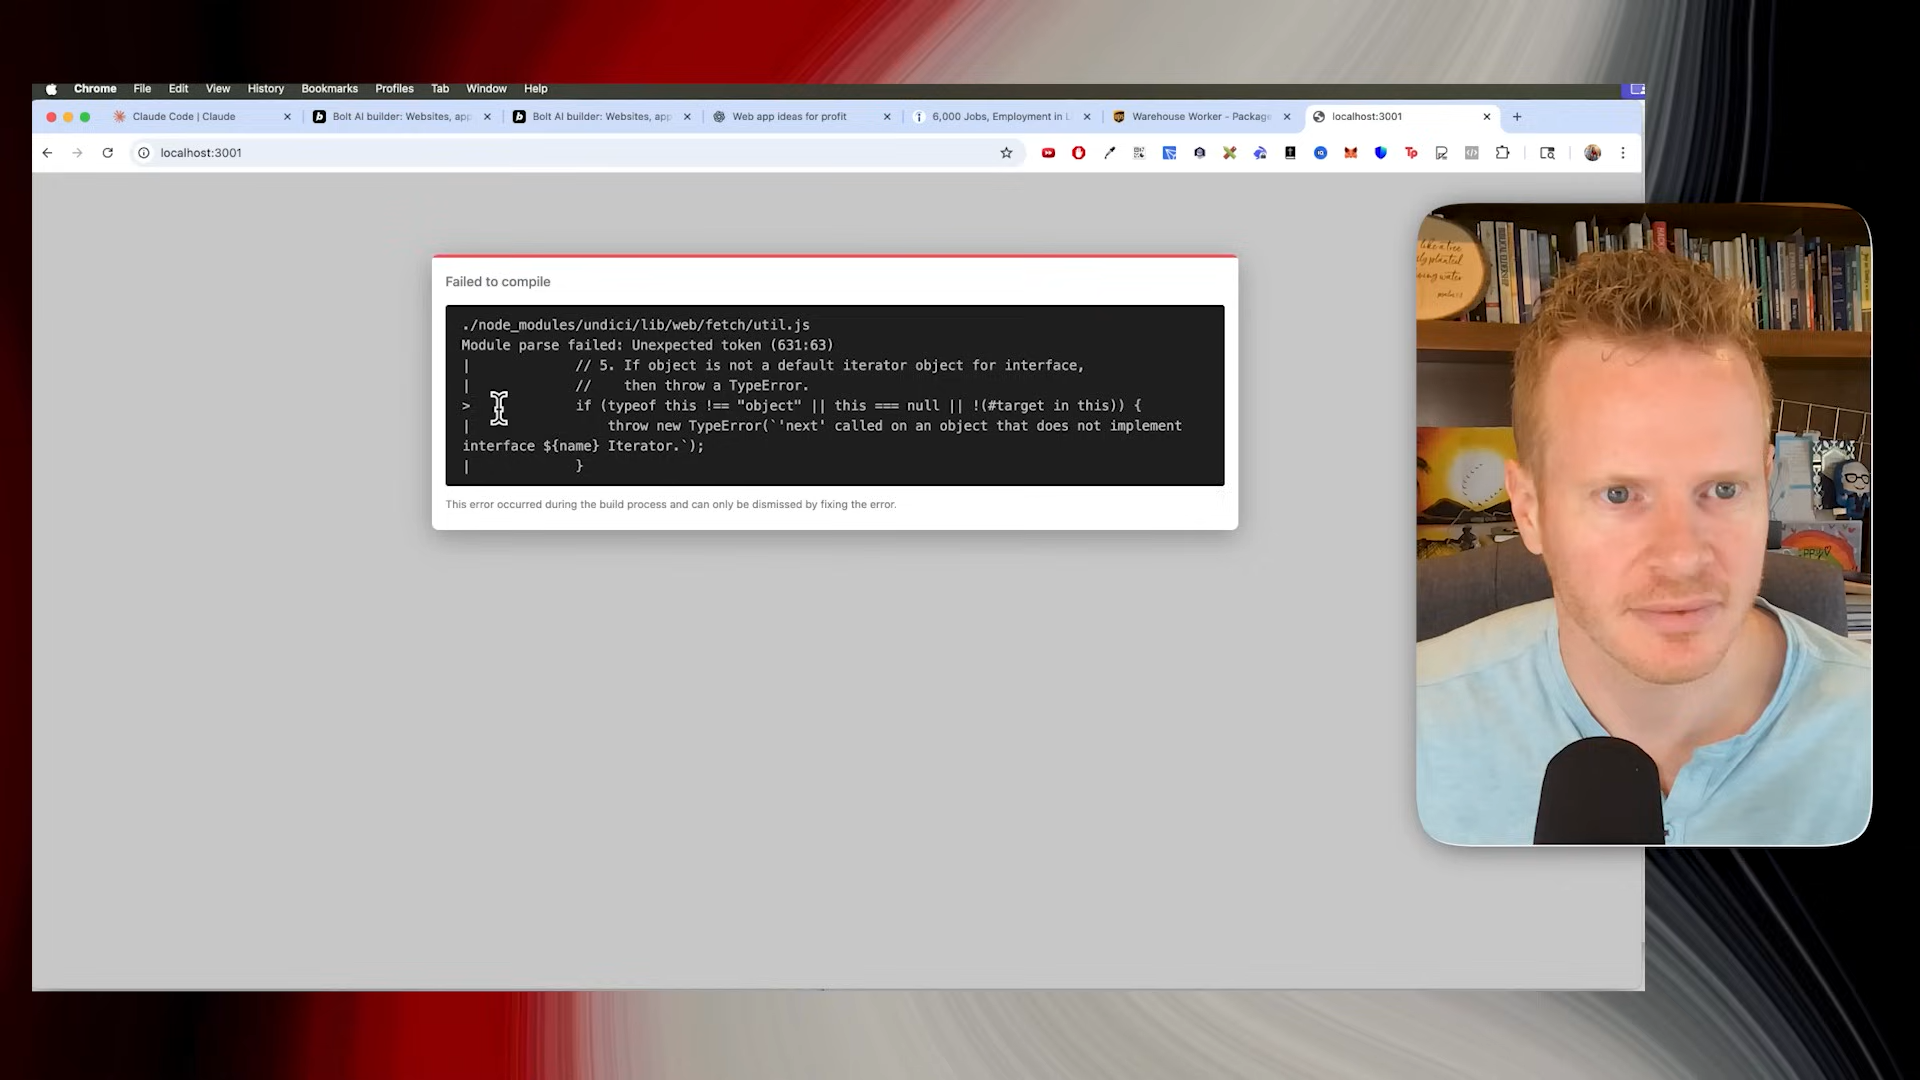 Chrome File Edit View History Bookmarks Profiles Tab Window Help
Claude Code | Claude
Bolt AI builder: Websites, app
Bolt AI builder: Websites, app
Web app ideas for profit
6,000 Jobs, Employment in L
Warehouse Worker - Package
localhost:3001
localhost:3001
Failed to compile
./node_modules/undici/lib/web/fetch/util.js
Module parse failed: Unexpected token (631:63)
| // 5. If object is not a default iterator object for interface,
| // then throw a TypeError.
> if (typeof this !== "object" || this === null || !(#target in this)) {
| throw new TypeError(`'next' called on an object that does not implement
interface ${name} Iterator.`);
| }
This error occurred during the build process and can only be dismissed by fixing the error.
like a tree
planted
water